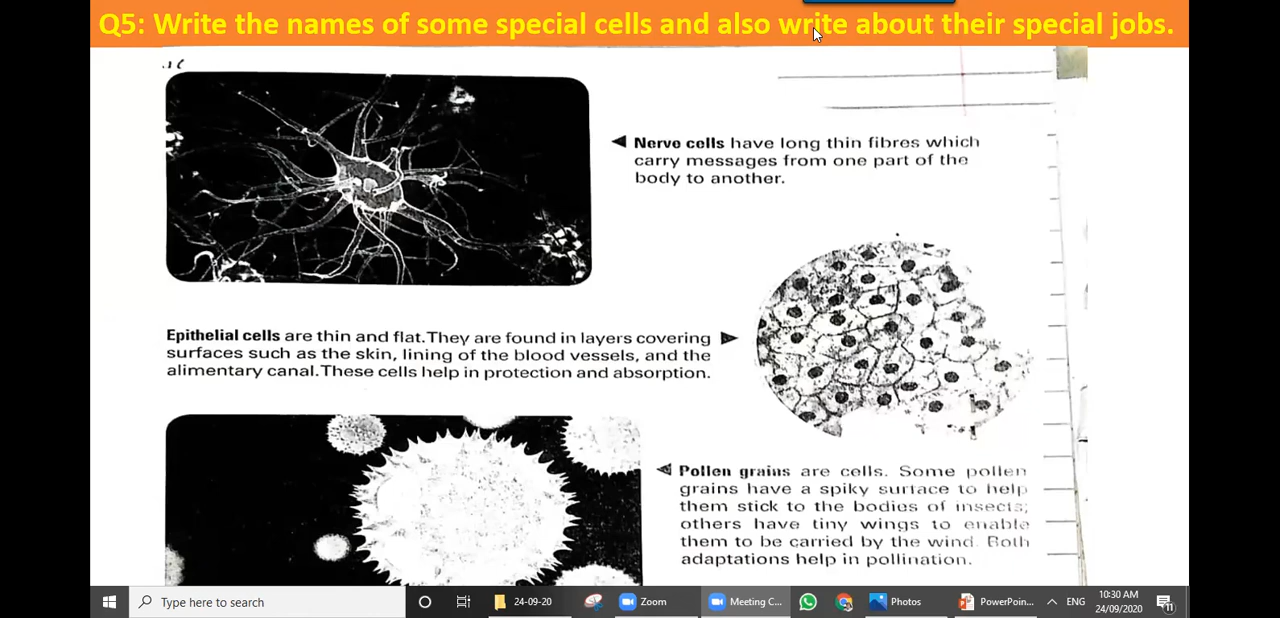 Q5: Write the names of some special cells and also write about their special jobs.
Nerve cells have long thin fibres which
carry messages from one part of the
body to another.
Epithelial cells are thin and flat. They are found in layers covering
surfaces such as the skin, lining of the blood vessels, and the
alimentary canal. These cells help in protection and absorption.
Pollen grains are cells. Some pollen
grains have a spiky surface to help
them stick to the bodies of insects;
others have tiny wings to enable
them to be carried by the wind. Both
adaptations help in pollination.
Type here to search
24-09-20
Zoom
Meeting C...
Photos
PowerPoin...
ENG
10:30 AM
24/09/2020
11